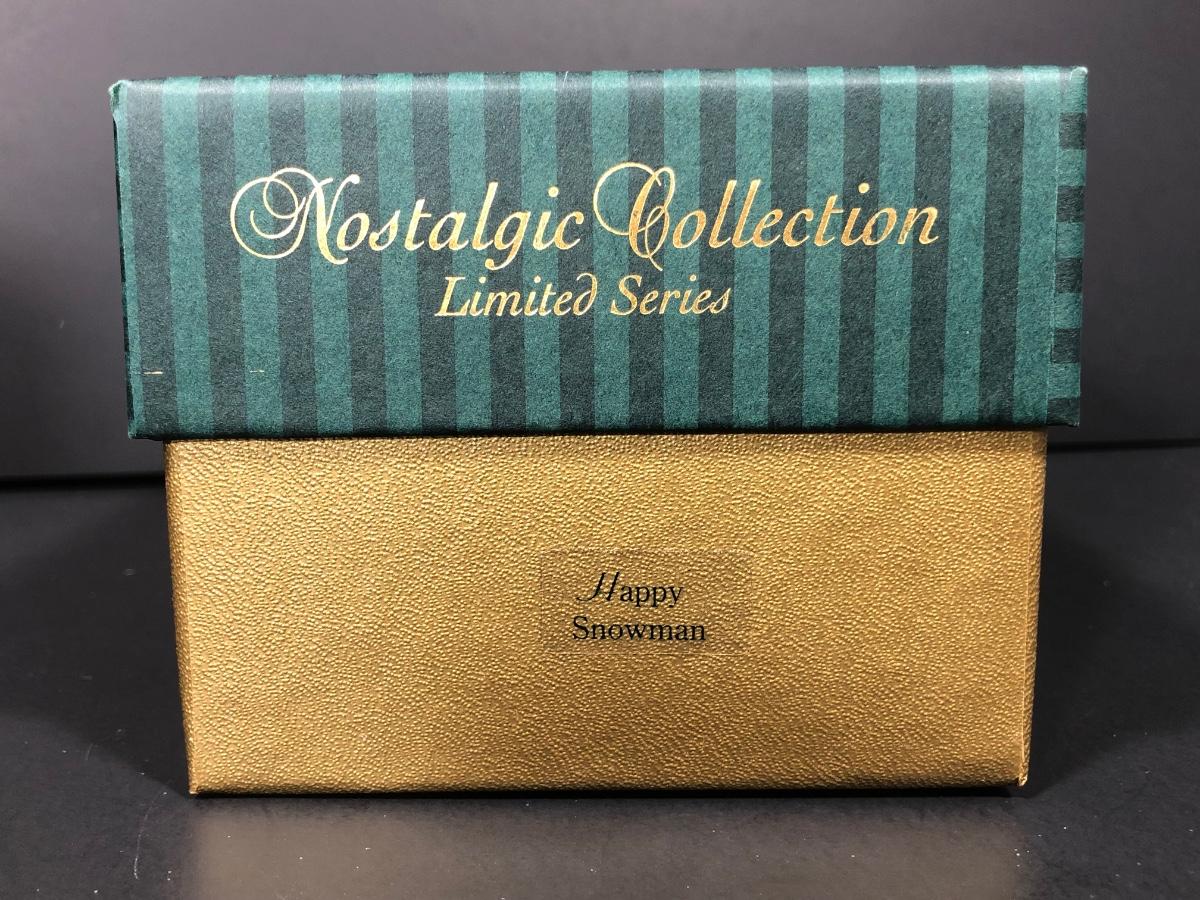 Nostalgic Collection
Limited Series
Happy
Snowman